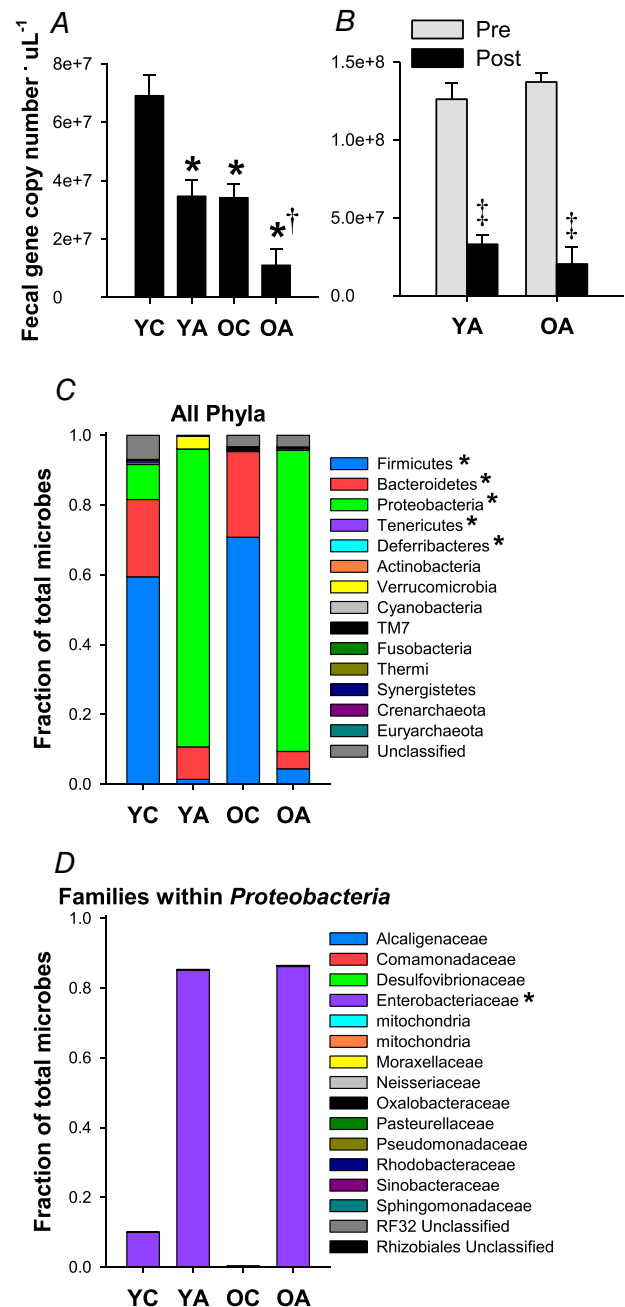 A
Fecal gene copy number · uL-1
8e+7
6e+7
4e+7
2e+7
0
*
*
*†
YC YA OC OA
B
Pre
Post
1.5e+8
1.0e+8
5.0e+7
0.0
‡
‡
YA OA
C
All Phyla
Fraction of total microbes
1.0
0.8
0.6
0.4
0.2
0.0
YC YA OC OA
Firmicutes *
Bacteroidetes *
Proteobacteria *
Tenericutes *
Deferribacteres *
Actinobacteria
Verrucomicrobia
Cyanobacteria
TM7
Fusobacteria
Thermi
Synergistetes
Crenarchaeota
Euryarchaeota
Unclassified
D
Families within Proteobacteria
Fraction of total microbes
1.0
0.8
0.6
0.4
0.2
0.0
YC YA OC OA
Alcaligenaceae
Comamonadaceae
Desulfovibrionaceae
Enterobacteriaceae *
mitochondria
mitochondria
Moraxellaceae
Neisseriaceae
Oxalobacteraceae
Pasteurellaceae
Pseudomonadaceae
Rhodobacteraceae
Sinobacteraceae
Sphingomonadaceae
RF32 Unclassified
Rhizobiales Unclassified